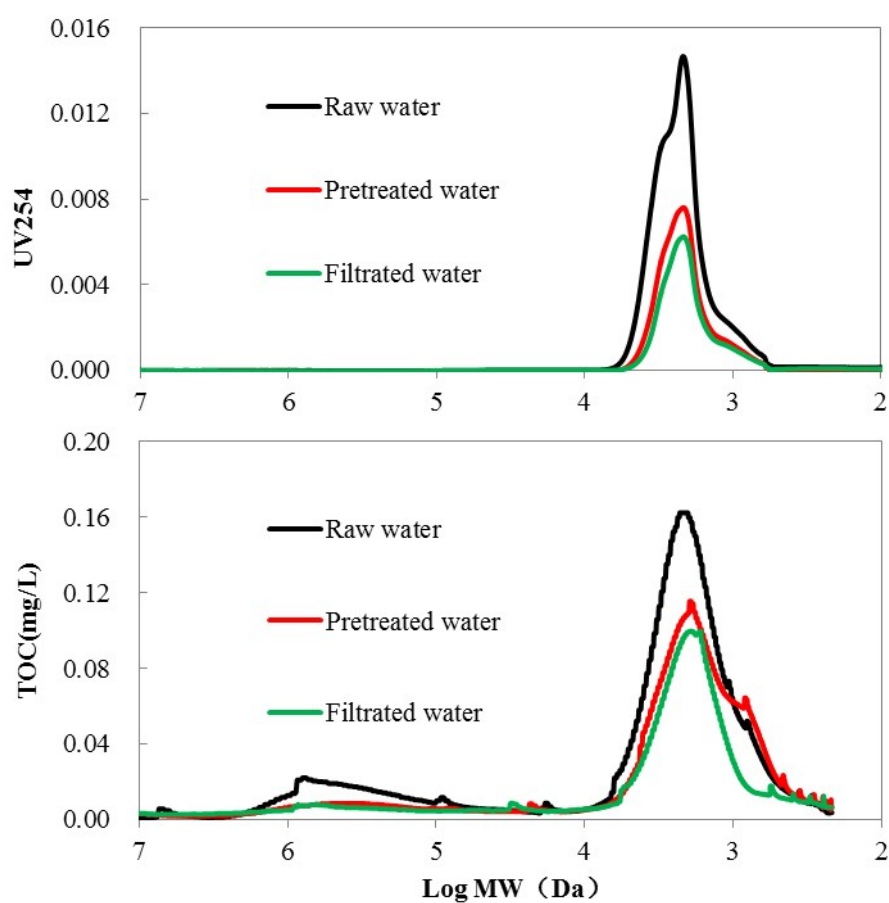 0.016
0.012
0.008
0.004
0.000
UV254
Raw water
Pretreated water
Filtrated water
7 6 5 4 3 2
0.20
0.16
0.12
0.08
0.04
0.00
TOC(mg/L)
Raw water
Pretreated water
Filtrated water
7 6 5 4 3 2
Log MW（Da）